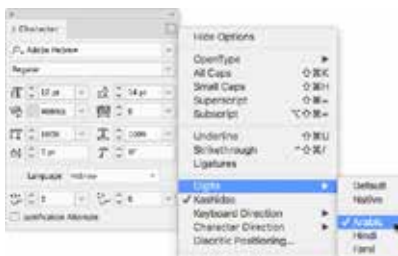 Character
Adobe Hebrew
Regular
12 pt
14 pt
Metrics
0
100%
100%
0 pt
0°
Language: Hebrew
Justification Alternate
Hide Options
OpenType
All Caps ⇧⌘K
Small Caps ⇧⌘H
Superscript ⇧⌘=
Subscript ⌥⇧⌘=
Underline ⇧⌘U
Strikethrough ⌃⇧⌘/
Ligatures
Digits
✓ Kashidas
Keyboard Direction
Character Direction
Diacritic Positioning...
Default
Native
✓ Arabic
Hindi
Farsi